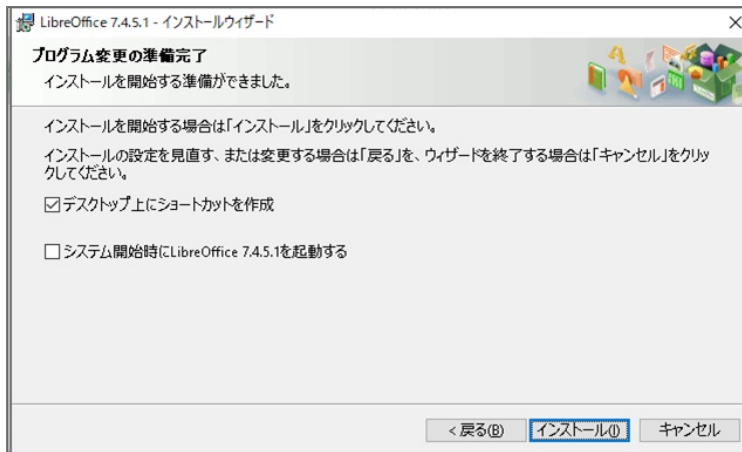 LibreOffice 7.4.5.1 - インストールウィザード
プログラム変更の準備完了
インストールを開始する準備ができました。
インストールを開始する場合は「インストール」をクリックしてください。
インストールの設定を見直す、または変更する場合は「戻る」を、ウィザードを終了する場合は「キャンセル」をクリッ
クしてください。
デスクトップ上にショートカットを作成
システム開始時にLibreOffice 7.4.5.1を起動する
< 戻る(B) インストール(I) キャンセル